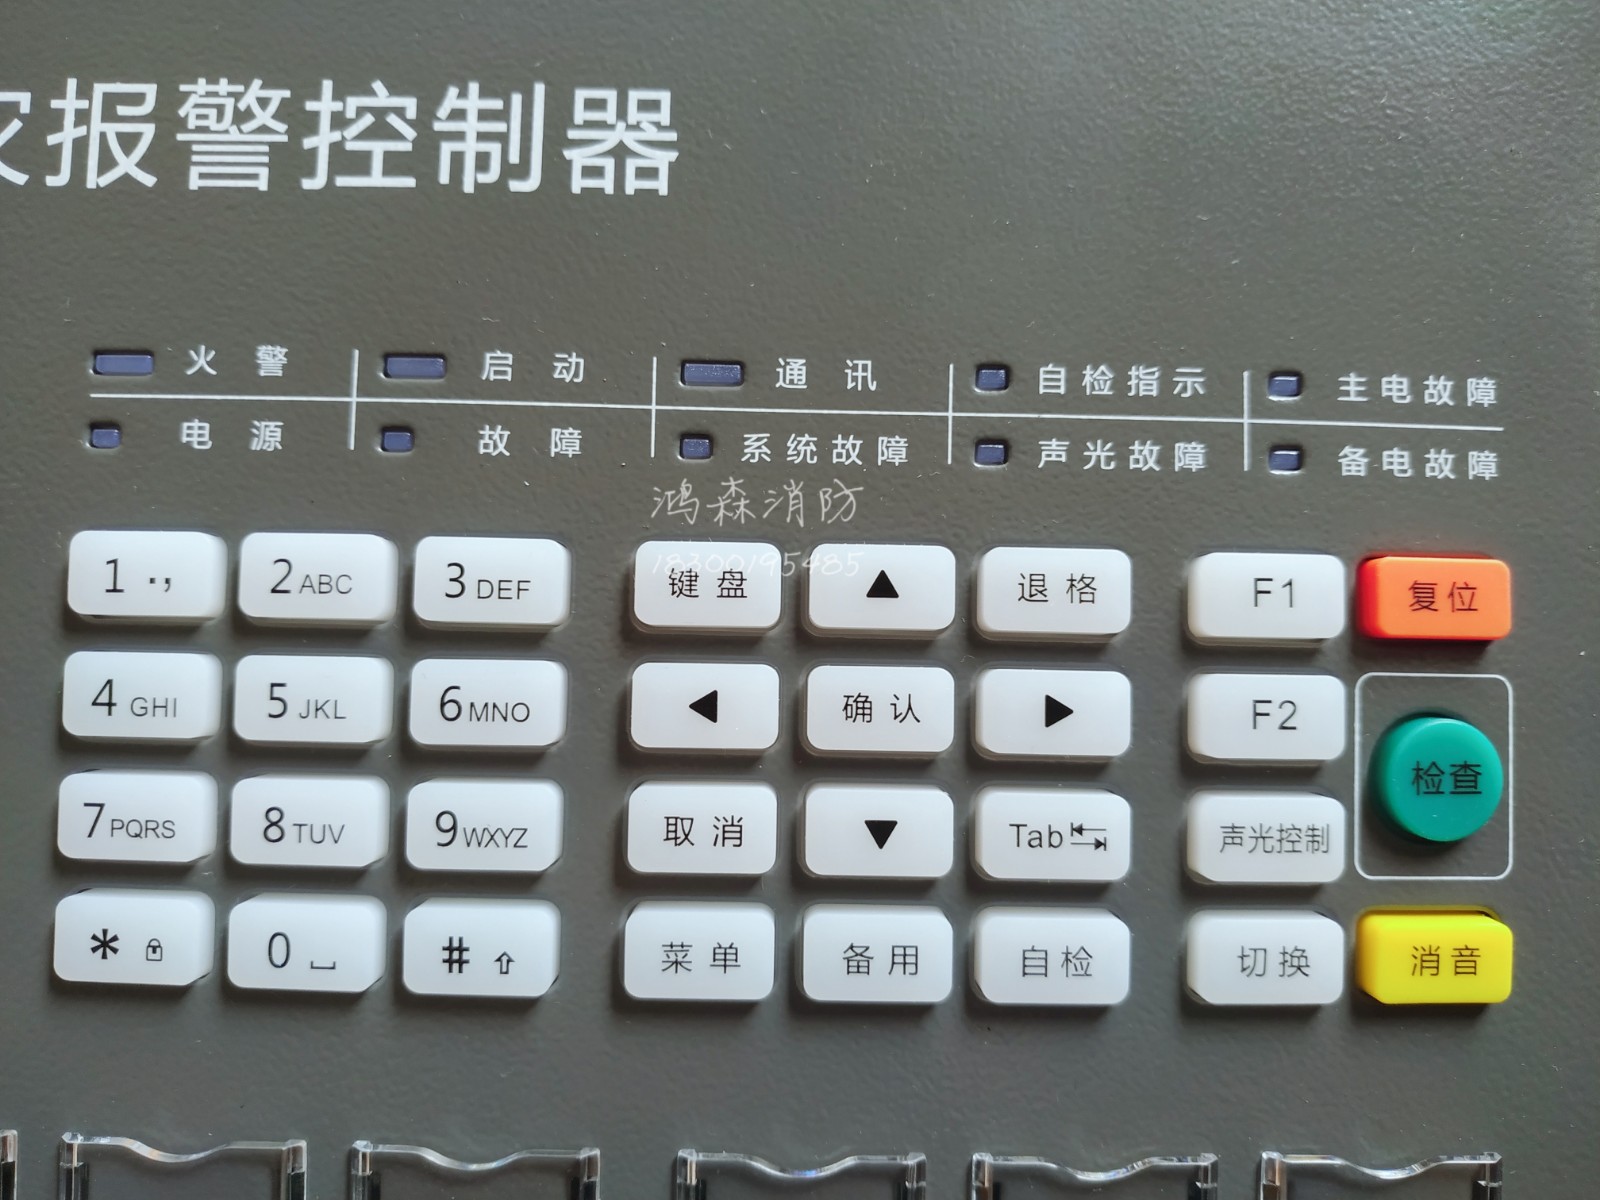 灾报警控制器
火警 启动 通讯 自检指示 主电故障
电源 故障 系统故障 声光故障 备电故障
鸿森消防
18300195485
1 ., 2 ABC 3 DEF 键盘 ▲ 退格 F1 复位
4 GHI 5 JKL 6 MNO ◀ 确认 ▶ F2 检查
7 PQRS 8 TUV 9 WXYZ 取消 ▼ Tab 声光控制
* 0 ⌴ # ⇧ 菜单 备用 自检 切换 消音